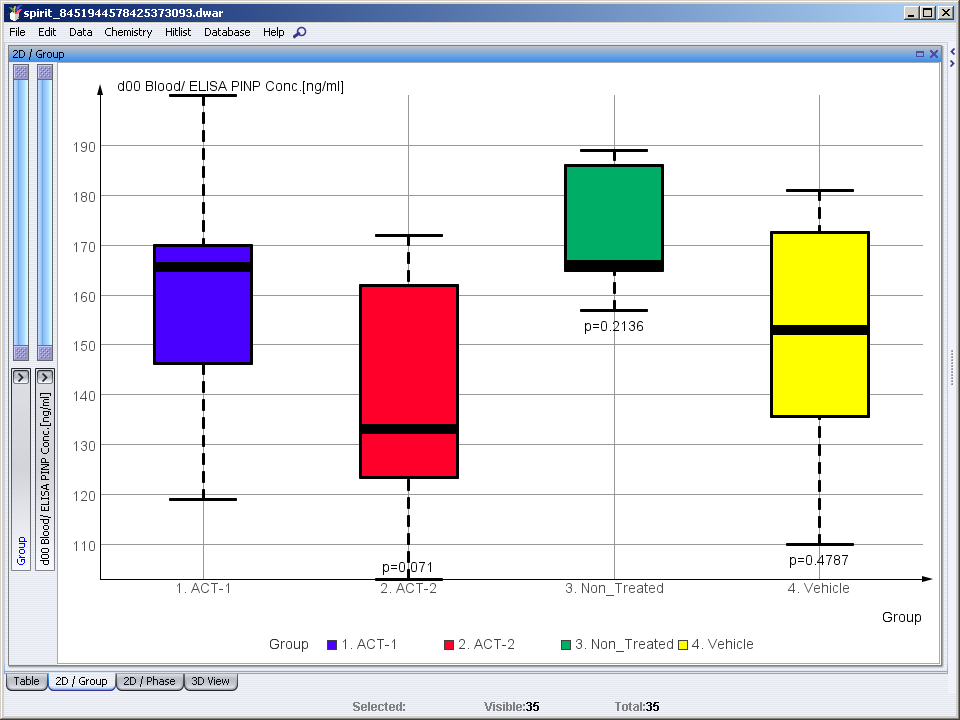 spirit_8451944578425373093.dwar
File Edit Data Chemistry Hitlist Database Help
2D / Group
d00 Blood/ ELISA PINP Conc.[ng/ml]
190
180
170
160
150
140
130
120
110
p=0.2136
p=0.4787
p=0.071
1. ACT-1 2. ACT-2 3. Non_Treated 4. Vehicle
Group
Group
d00 Blood/ ELISA PINP Conc.[ng/ml]
Group 1. ACT-1 2. ACT-2 3. Non_Treated 4. Vehicle
Table 2D / Group 2D / Phase 3D View
Selected: Visible:35 Total:35